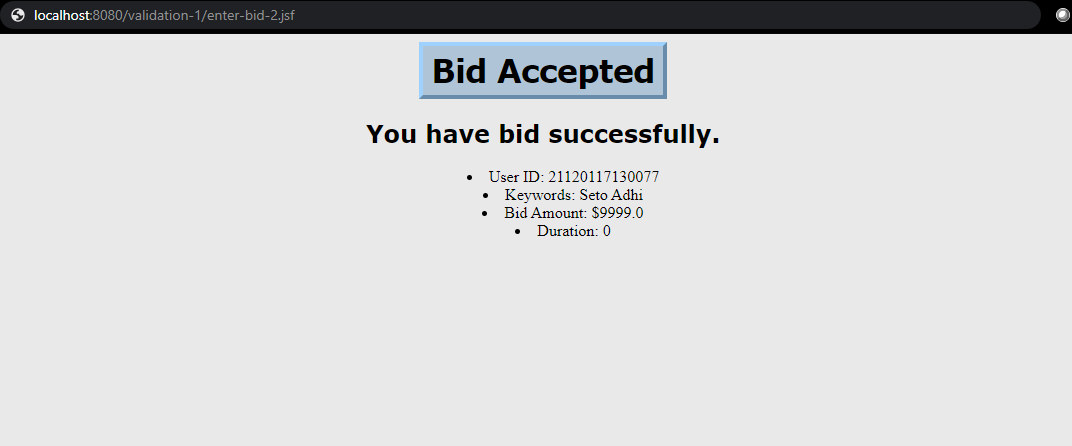 localhost:8080/validation-1/enter-bid-2.jsf
Bid Accepted
You have bid successfully.
• User ID: 21120117130077
• Keywords: Seto Adhi
• Bid Amount: $9999.0
• Duration: 0